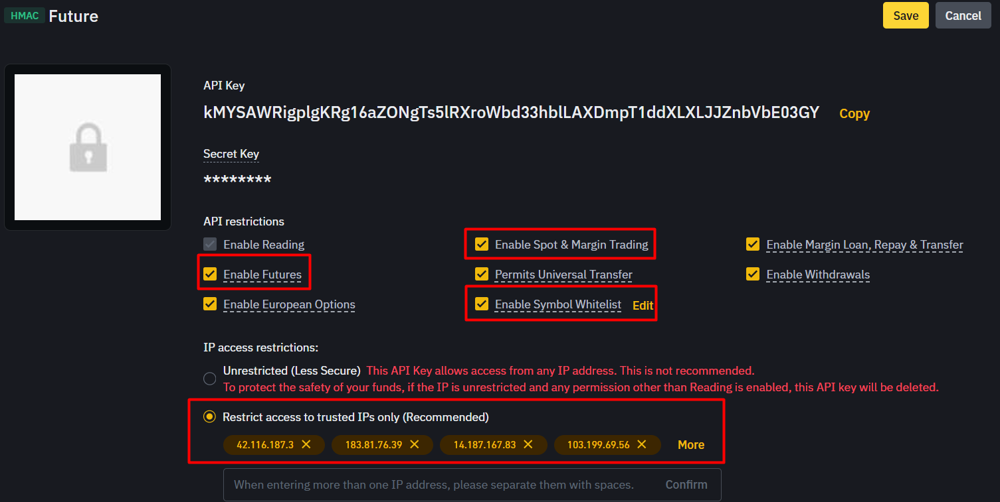 HMAC Future Save Cancel
API Key
kMYSAWRigplgKRg16aZONgTs5lRXroWbd33hblLAXDmpT1ddXLXLJJZnbVbE03GY Copy
Secret Key
********
API restrictions
Enable Reading Enable Spot & Margin Trading Enable Margin Loan, Repay & Transfer
Enable Futures Permits Universal Transfer Enable Withdrawals
Enable European Options Enable Symbol Whitelist Edit
IP access restrictions:
Unrestricted (Less Secure) This API Key allows access from any IP address. This is not recommended.
To protect the safety of your funds, if the IP is unrestricted and any permission other than Reading is enabled, this API key will be deleted.
Restrict access to trusted IPs only (Recommended)
42.116.187.3 183.81.76.39 14.187.167.83 103.199.69.56 More
When entering more than one IP address, please separate them with spaces. Confirm